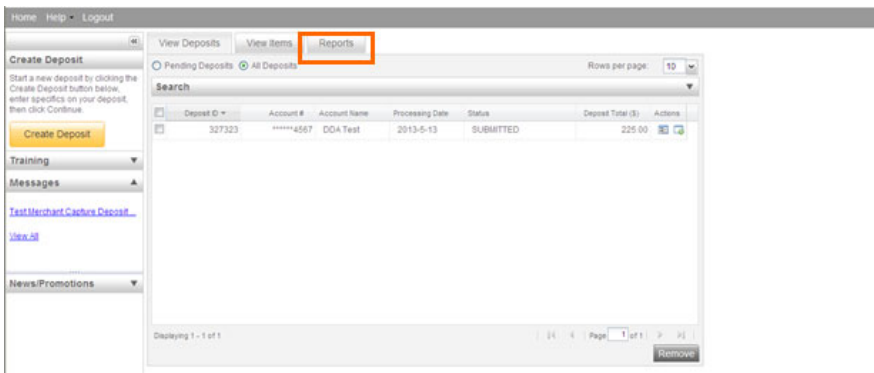 Home Help Logout
View Deposits View Items Reports
Create Deposit
Start a new deposit by clicking the
Create Deposit button below,
enter specifics on your deposit,
then click Continue.
Create Deposit
Training
Messages
Test Merchant Capture Deposit ...
View All
News/Promotions
Pending Deposits All Deposits Rows per page: 10
Search
Deposit ID Account # Account Name Processing Date Status Deposit Total ($) Actions
327323 ******4567 DDA Test 2013-5-13 SUBMITTED 225.00
Displaying 1 - 1 of 1 Page 1 of 1
Remove